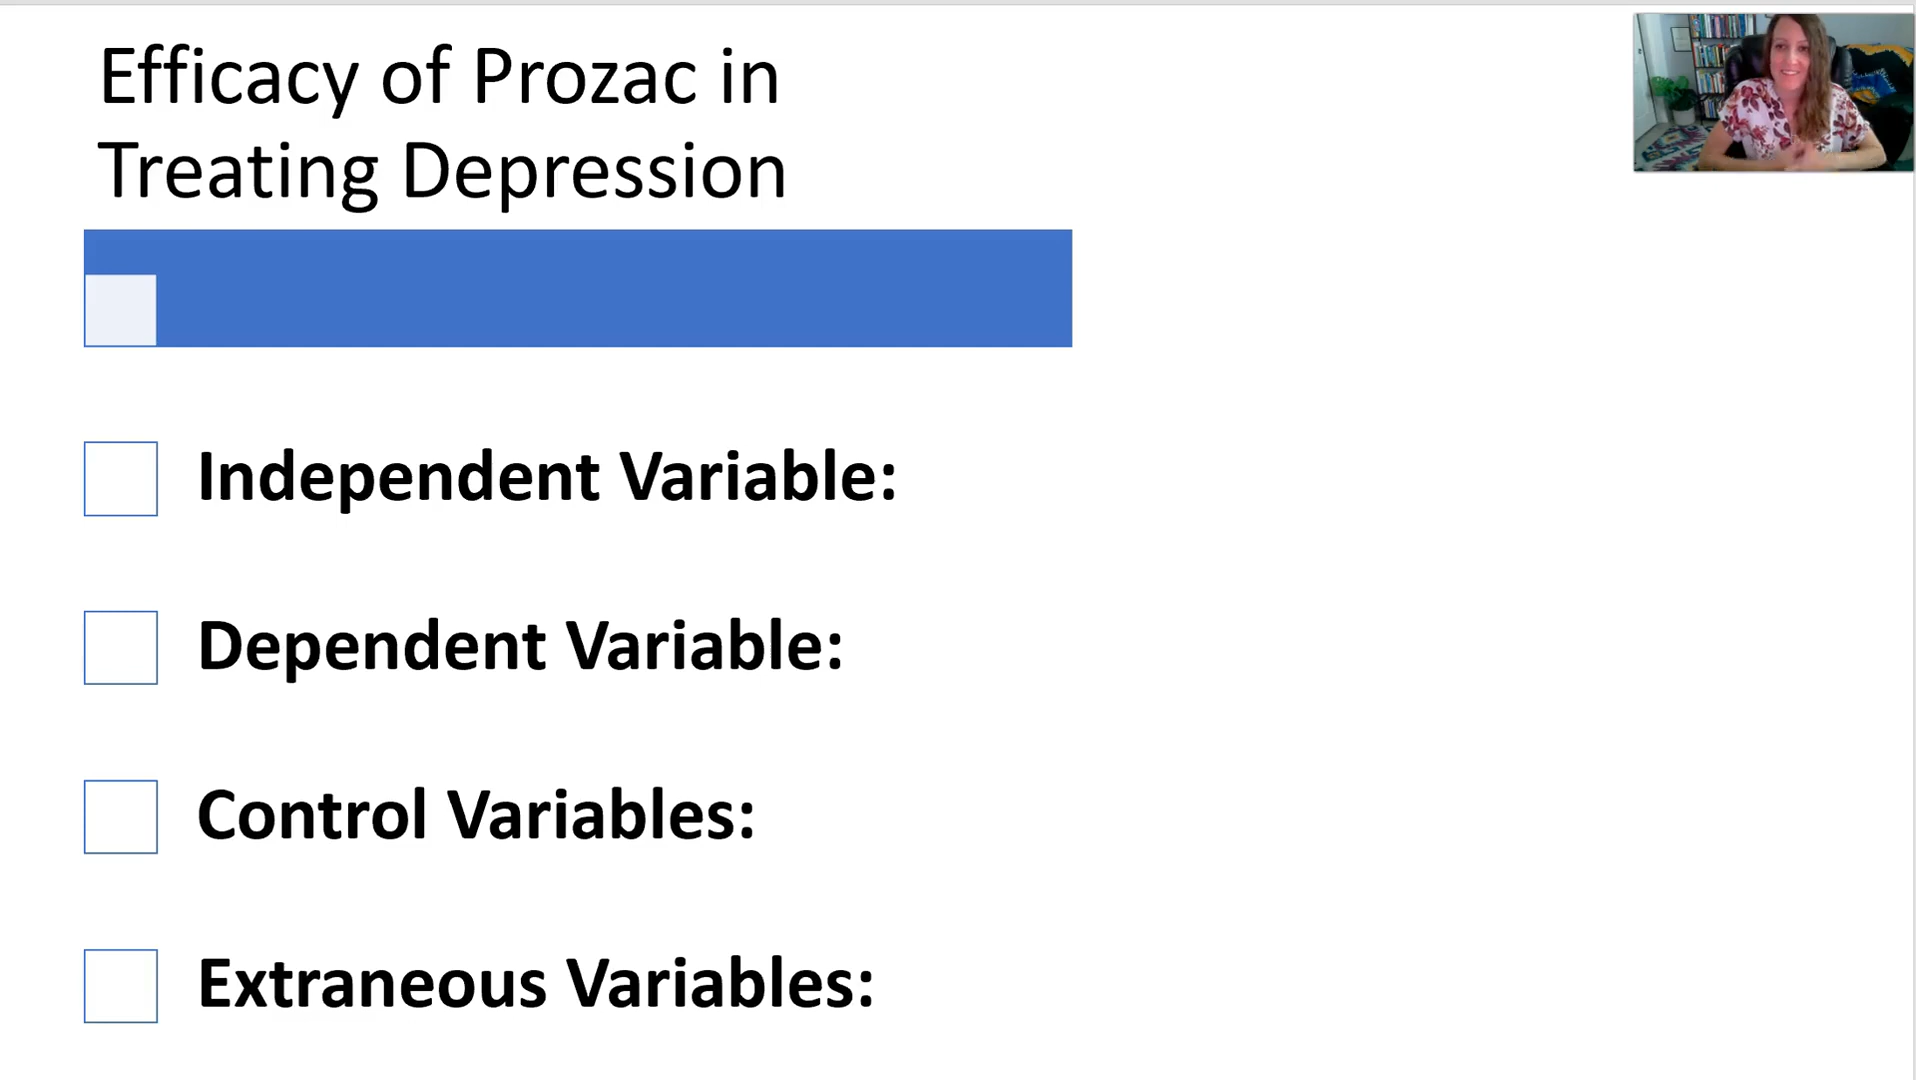 Efficacy of Prozac in
Treating Depression
Independent Variable:
Dependent Variable:
Control Variables:
Extraneous Variables: